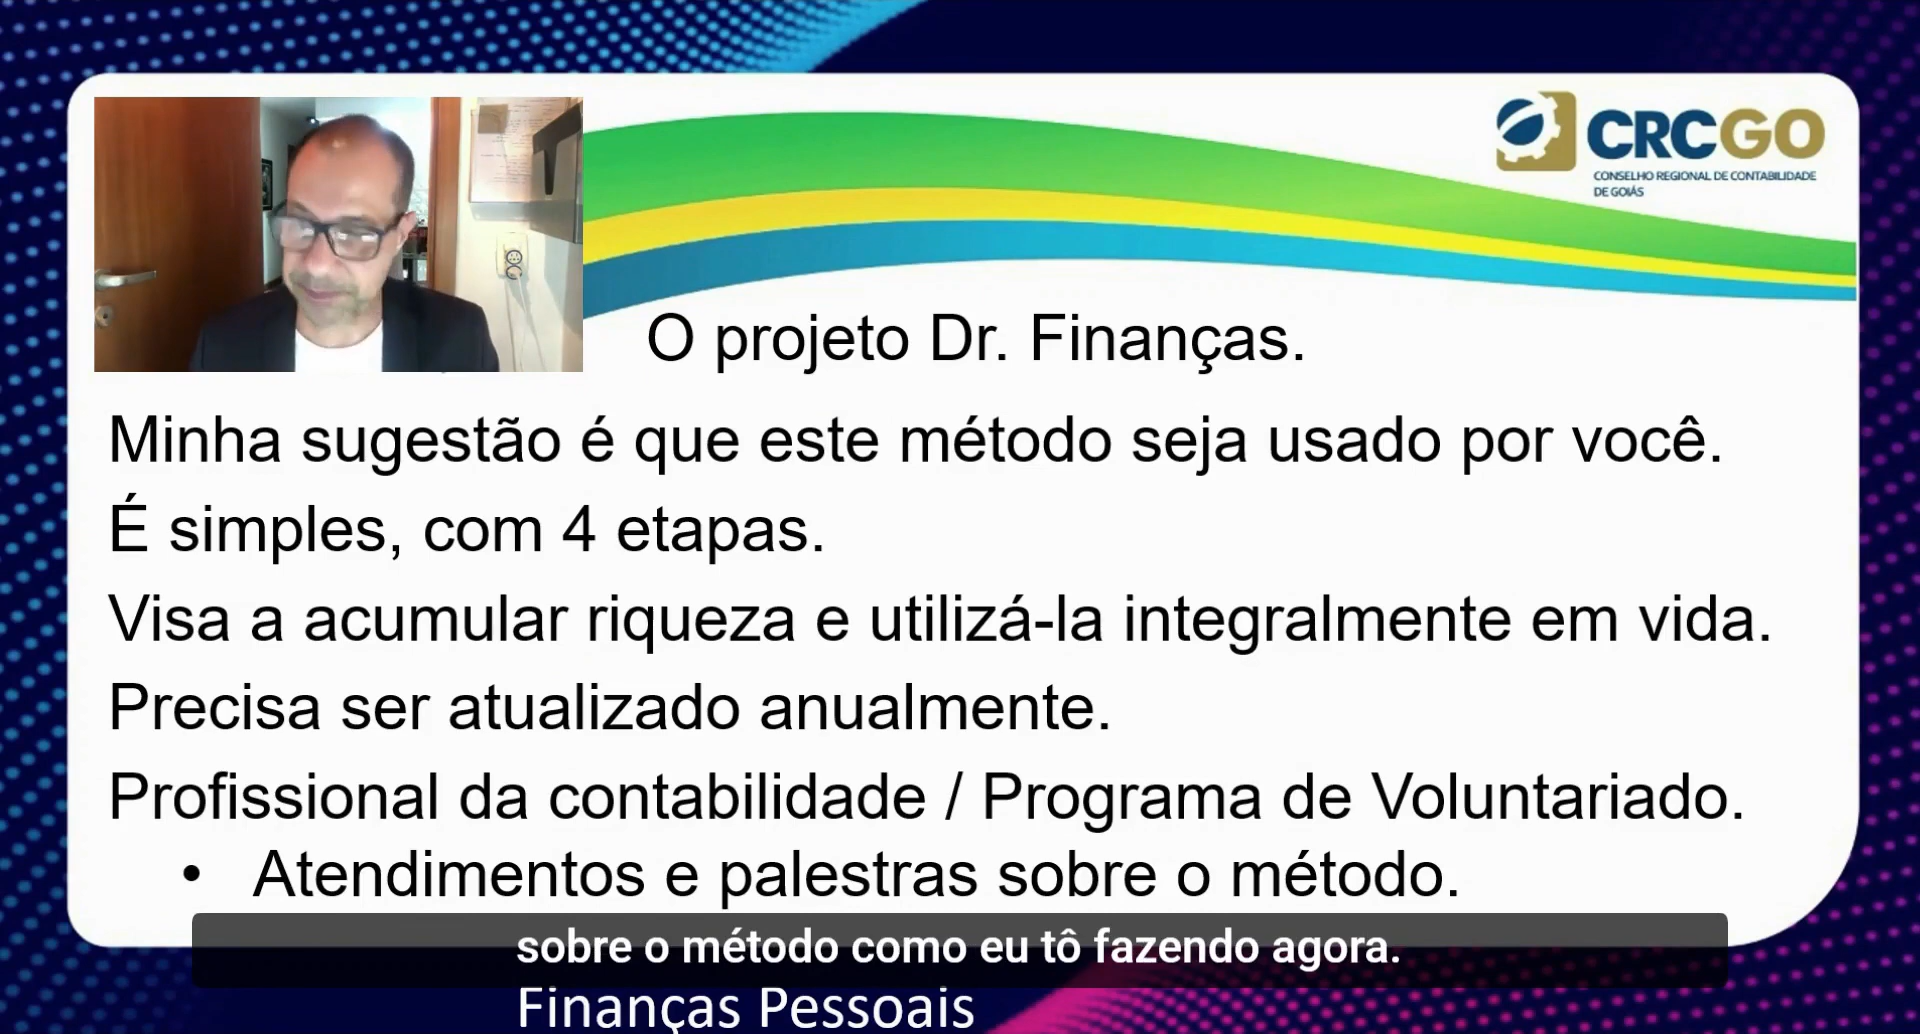 CRCGO
CONSELHO REGIONAL DE CONTABILIDADE
DE GOIÁS
O projeto Dr. Finanças.
Minha sugestão é que este método seja usado por você.
É simples, com 4 etapas.
Visa a acumular riqueza e utilizá-la integralmente em vida.
Precisa ser atualizado anualmente.
Profissional da contabilidade / Programa de Voluntariado.
• Atendimentos e palestras sobre o método.
sobre o método como eu tô fazendo agora.
Finanças Pessoais